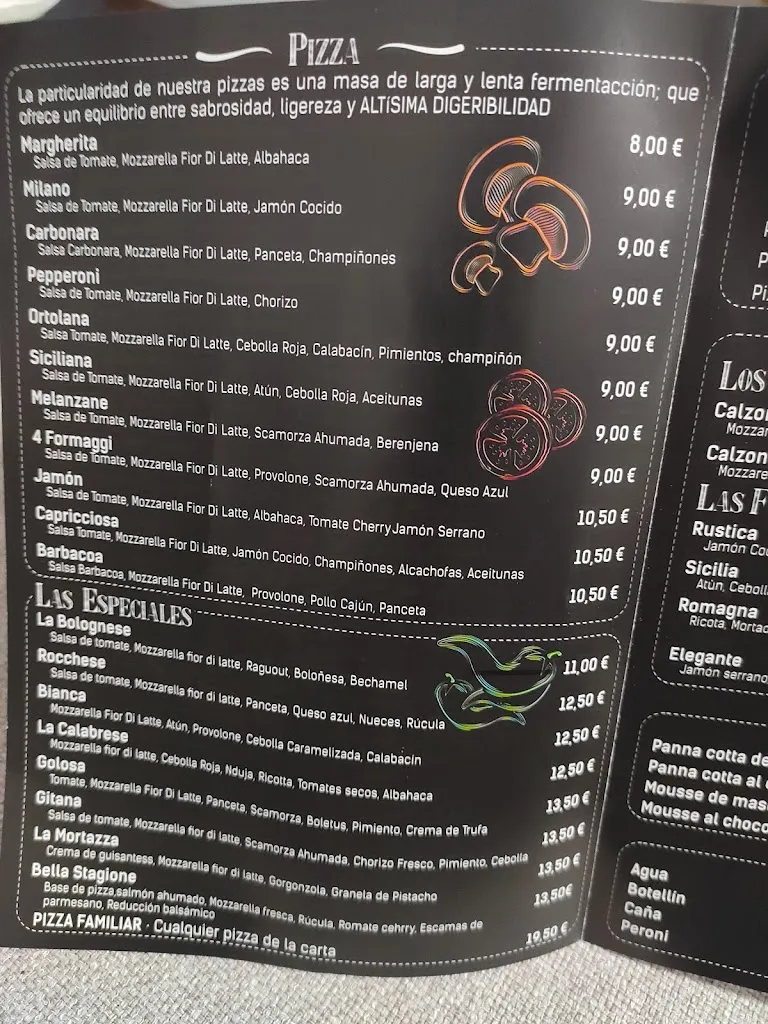 PIZZA
La particularidad de nuestra pizzas es una masa de larga y lenta fermentacción; que
ofrece un equilibrio entre sabrosidad, ligereza y ALTÍSIMA DIGERIBILIDAD
Margherita 8,00 €
Salsa de Tomate, Mozzarella Fior Di Latte, Albahaca
Milano 9,00 €
Salsa de Tomate, Mozzarella Fior Di Latte, Jamón Cocido
Carbonara 9,00 €
Salsa Carbonara, Mozzarella Fior Di Latte, Panceta, Champiñones
Pepperoni 9,00 €
Salsa de Tomate, Mozzarella Fior Di Latte, Chorizo
Ortolana 9,00 €
Salsa Tomate, Mozzarella Fior Di Latte, Cebolla Roja, Calabacín, Pimientos, champiñón
Siciliana 9,00 €
Salsa de Tomate, Mozzarella Fior Di Latte, Atún, Cebolla Roja, Aceitunas
Melanzane 9,00 €
Salsa de Tomate, Mozzarella Fior Di Latte, Scamorza Ahumada, Berenjena
4 Formaggi 9,00 €
Salsa de Tomate, Mozzarella Fior Di Latte, Provolone, Scamorza Ahumada, Queso Azul
Jamón 10,50 €
Salsa de Tomate, Mozzarella Fior Di Latte, Albahaca, Tomate CherryJamón Serrano
Capricciosa 10,50 €
Salsa Tomate, Mozzarella Fior Di Latte, Jamón Cocido, Champiñones, Alcachofas, Aceitunas
Barbacoa 10,50 €
Salsa Barbacoa, Mozzarella Fior Di Latte, Provolone, Pollo Cajún, Panceta
LAS ESPECIALES
La Bolognese 11,00 €
Salsa de tomate, Mozzarella fior di latte, Raguout, Boloñesa, Bechamel
Rocchese 12,50 €
Salsa de tomate, Mozzarella fior di latte, Panceta, Queso azul, Nueces, Rúcula
Bianca 12,50 €
Mozzarella Fior Di Latte, Atún, Provolone, Cebolla Caramelizada, Calabacín
La Calabrese 12,50 €
Mozzarella fior di latte, Cebolla Roja, Nduja, Ricotta, Tomates secos, Albahaca
Golosa 13,50 €
Tomate, Mozzarella Fior Di Latte, Panceta, Scamorza, Boletus, Pimiento, Crema de Trufa
Gitana 13,50 €
Salsa de tomate, Mozzarella fior di latte, Scamorza Ahumada, Chorizo Fresco, Pimiento, Cebolla
La Mortazza 13,50 €
Crema de guisantess, Mozzarella fior di latte, Gorgonzola, Granela de Pistacho
Bella Stagione 13,50€
Base de pizza,salmón ahumado, Mozzarella fresca, Rúcula, Romate cehrry, Escamas de
parmesano, Reducción balsámico
PIZZA FAMILIAR · Cualquier pizza de la carta 19,50 €
P
Pi
LOS
Calzo
Mozzar
Calzon
Mozzare
LAS F
Rustica
Jamón Co
Sicilia
Atún, Ceboll
Romagna
Ricota, Mortad
Elegante
Jamón serrano,
Panna cotta de
Panna cotta al
Mousse de mas
Mousse al choco
Agua
Botellín
Caña
Peroni